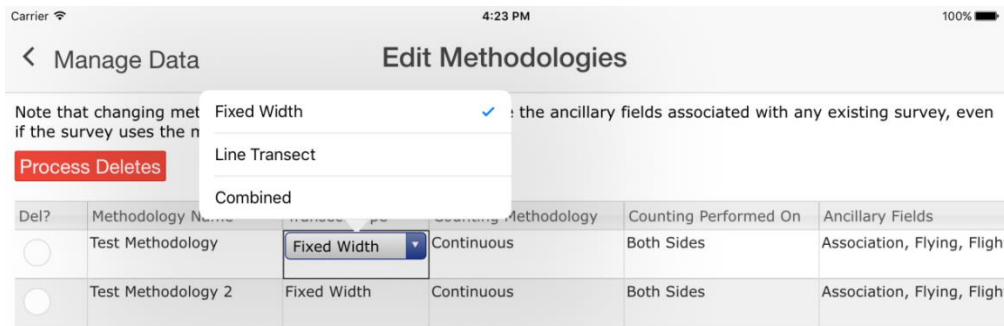 Carrier 4:23 PM 100%
Manage Data Edit Methodologies
Note that changing met the ancillary fields associated with any existing survey, even
if the survey uses the
Fixed Width
Line Transect
Combined
Process Deletes
Del? Methodology Name Methodology Counting Performed On Ancillary Fields
Test Methodology Fixed Width Continuous Both Sides Association, Flying, Fligh
Test Methodology 2 Fixed Width Continuous Both Sides Association, Flying, Fligh